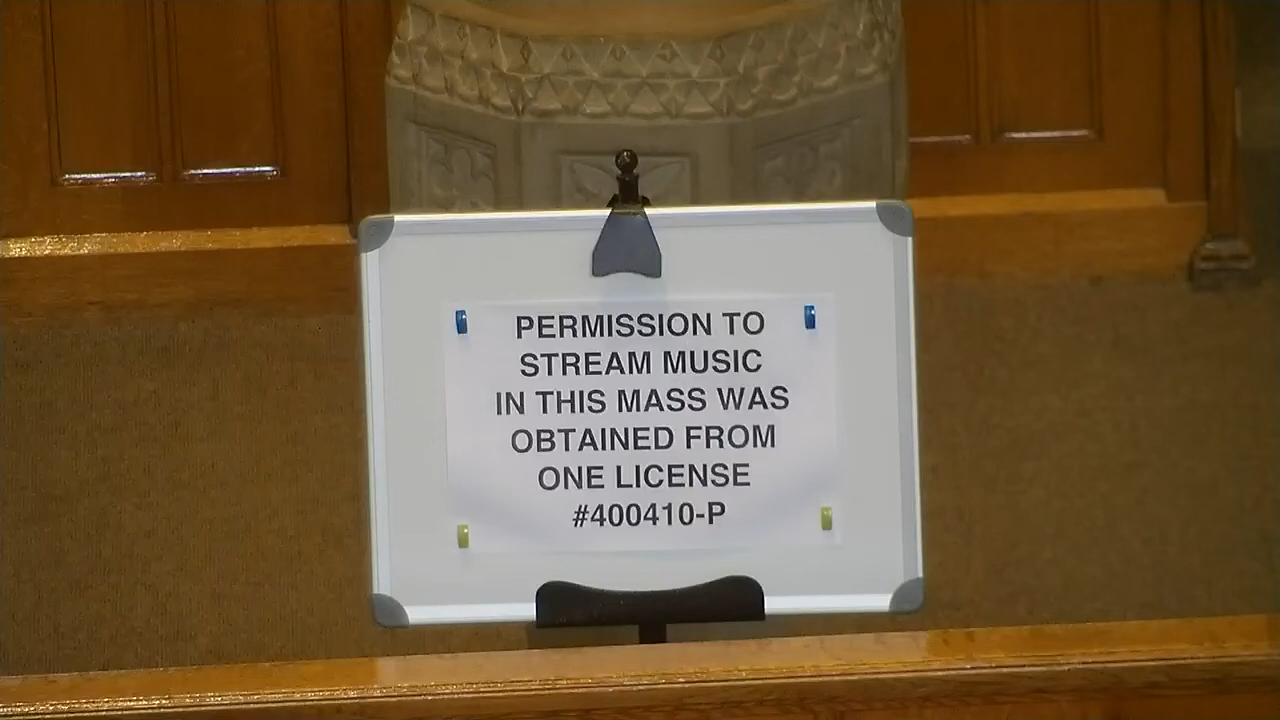 PERMISSION TO
STREAM MUSIC
IN THIS MASS WAS
OBTAINED FROM
ONE LICENSE
#400410-P